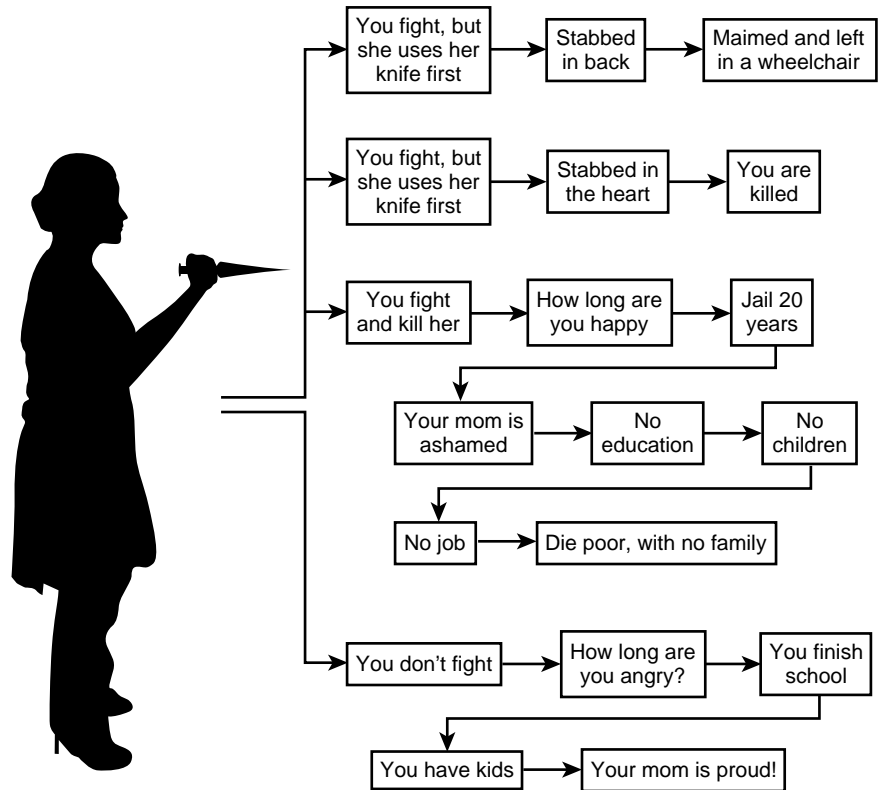 You fight, but
she uses her
knife first
Stabbed
in back
Maimed and left
in a wheelchair
You fight, but
she uses her
knife first
Stabbed in
the heart
You are
killed
You fight
and kill her
How long are
you happy
Jail 20
years
Your mom is
ashamed
No
education
No
children
No job
Die poor, with no family
You don’t fight
How long are
you angry?
You finish
school
You have kids
Your mom is proud!